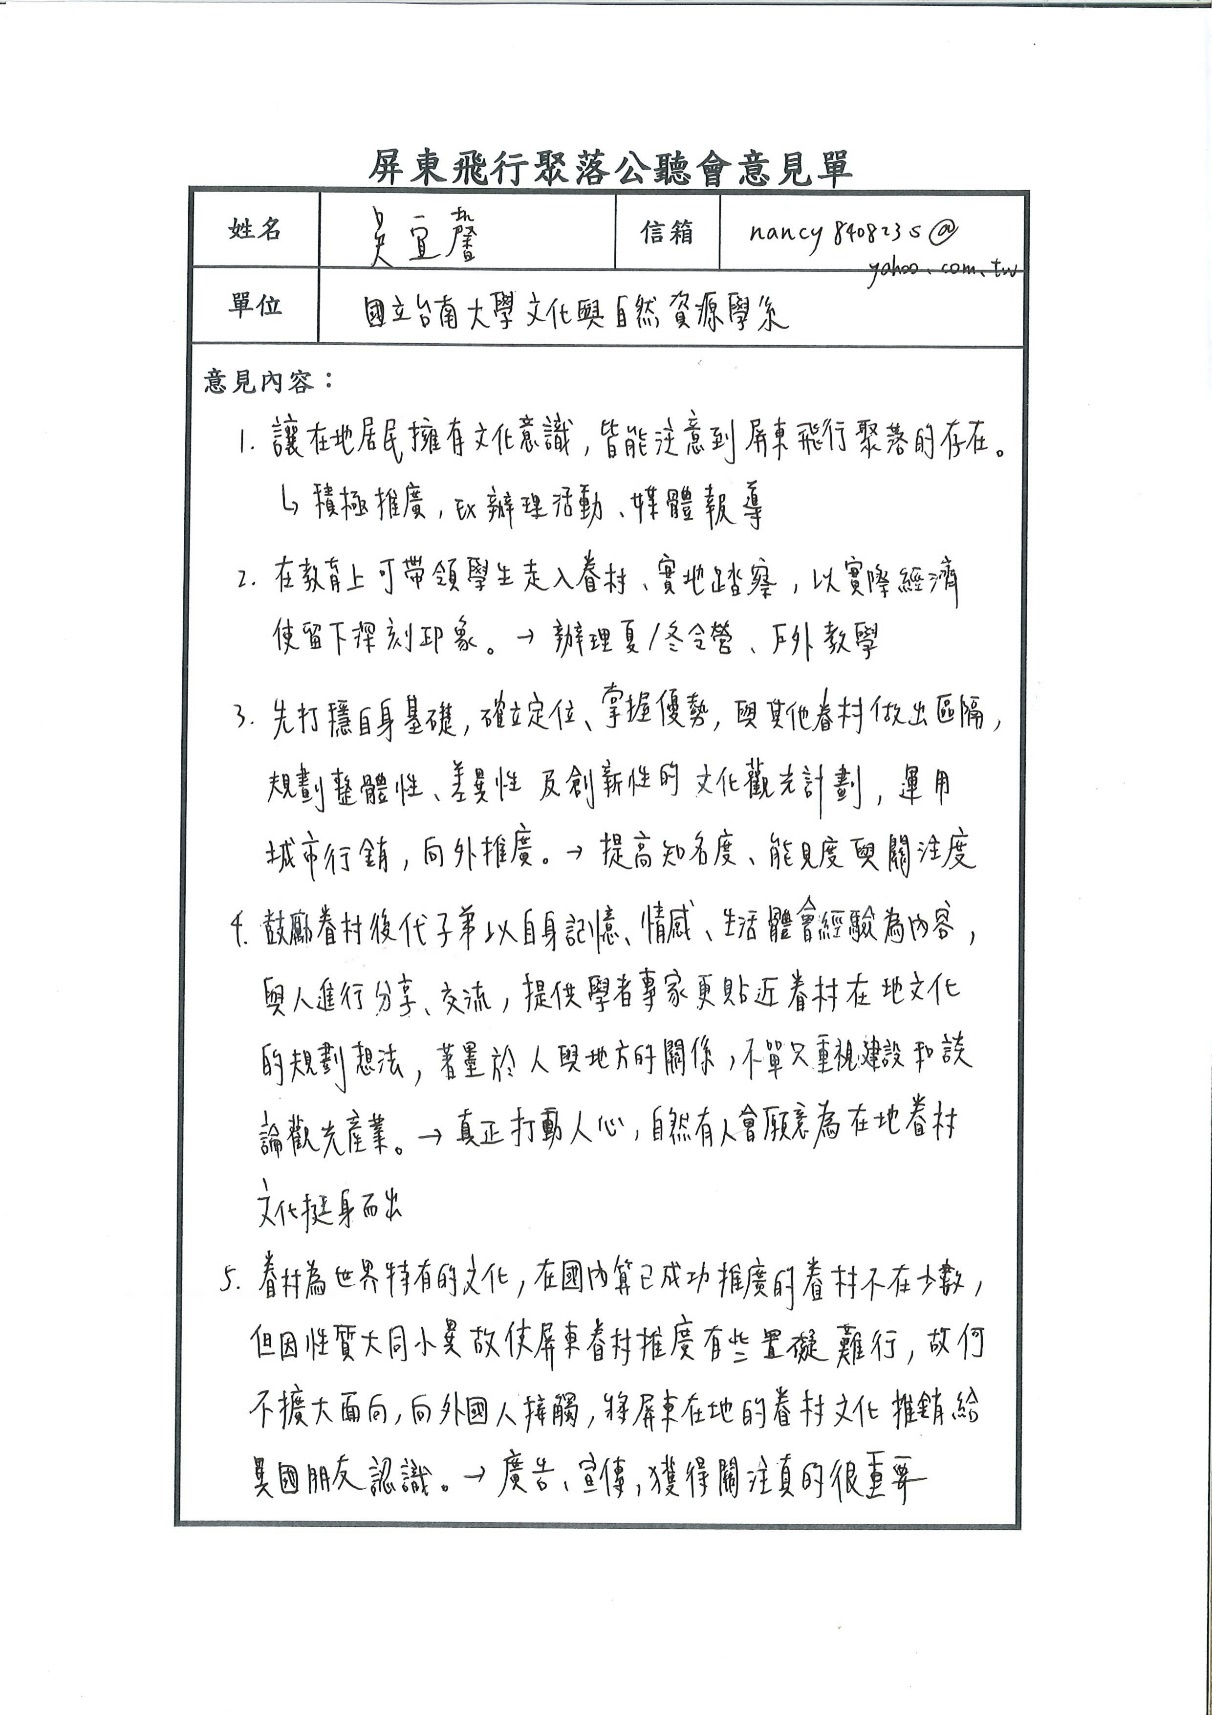 屏東飛行聚落公聽會意見單
姓名 吳宜馨 信箱 nancy840823s@
yahoo.com.tw
單位 國立台南大學文化與自然資源學系
意見內容：
1. 讓在地居民擁有文化意識，皆能注意到屏東飛行聚落的存在。
↳ 積極推廣，ex 辦理活動、媒體報導
2. 在教育上可帶領學生走入眷村、實地踏察，以實際經濟
使留下深刻印象。→ 辦理夏/冬令營、戶外教學
3. 先打穩自身基礎，確立定位、掌握優勢，與其他眷村做出區隔，
規劃整體性、差異性及創新性的文化觀光計劃，運用
城市行銷，向外推廣。→ 提高知名度、能見度與關注度
4. 鼓勵眷村後代子弟以自身記憶、情感、生活體會經驗為內容，
與人進行分享、交流，提供學者專家更貼近眷村在地文化
的規劃想法，著墨於人與地方的關係，不單只重視建設和談
論觀光產業。→ 真正打動人心，自然有人會願意為在地眷村
文化挺身而出
5. 眷村為世界特有的文化，在國內算已成功推廣的眷村不在少數，
但因性質大同小異故使屏東眷村推廣有些窒礙難行，故何
不擴大面向，向外國人接觸，將屏東在地的眷村文化推銷給
異國朋友認識。→ 廣告、宣傳，獲得關注真的很重要